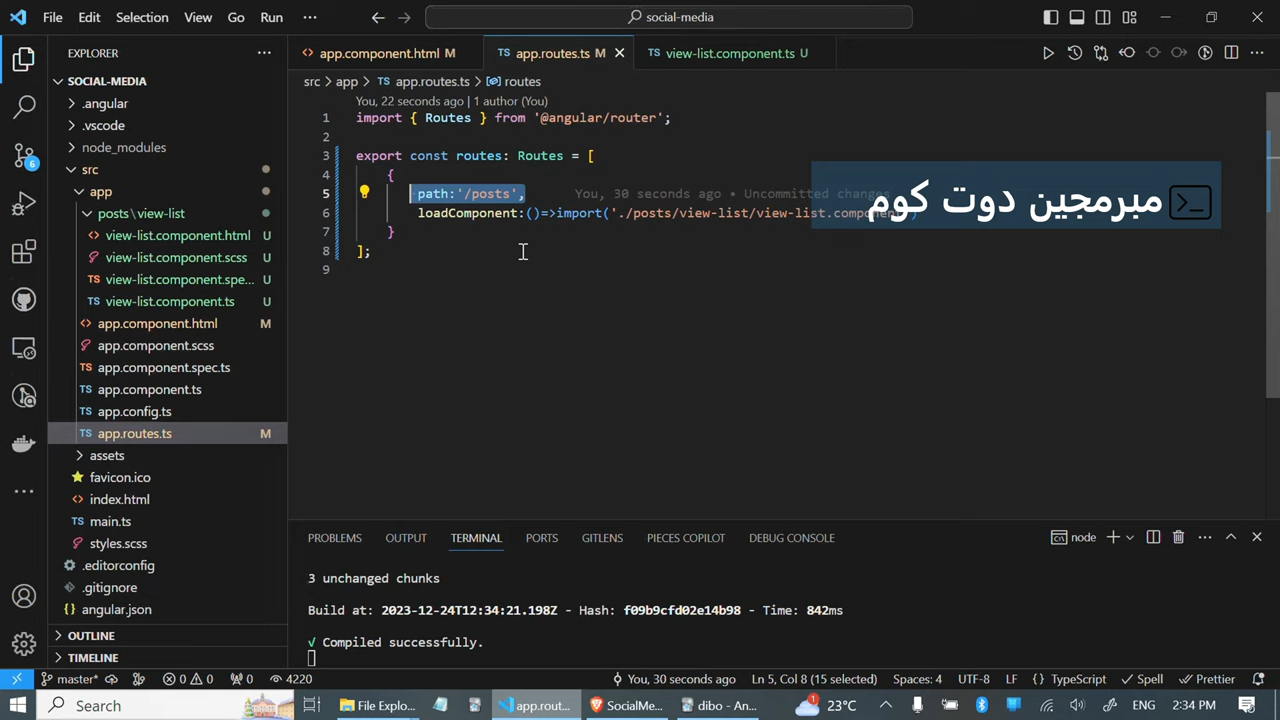 File Edit Selection View Go Run ··· social-media
EXPLORER ···
SOCIAL-MEDIA
.angular
.vscode
node_modules
src
app
posts\view-list
view-list.component.html U
view-list.component.scss U
view-list.component.spe... U
view-list.component.ts U
app.component.html M
app.component.scss
app.component.spec.ts
app.component.ts
app.config.ts
app.routes.ts M
assets
favicon.ico
index.html
main.ts
styles.scss
.editorconfig
.gitignore
angular.json
OUTLINE
TIMELINE
app.component.html M app.routes.ts M view-list.component.ts U
src > app > TS app.routes.ts > routes
You, 22 seconds ago | 1 author (You)
1 import { Routes } from '@angular/router';
2
3 export const routes: Routes = [
4 {
5 path:'/posts', You, 30 seconds ago • Uncommitted changes
6 loadComponent:()=>import('./posts/view-list/view-list.component')
7 }
8 ];
9
مبرمجين دوت كوم
PROBLEMS OUTPUT TERMINAL PORTS GITLENS PIECES COPILOT DEBUG CONSOLE node
3 unchanged chunks
Build at: 2023-12-24T12:34:21.198Z - Hash: f09b9cfd02e14b98 - Time: 842ms
√ Compiled successfully.
master* 0 0 0 4220 You, 30 seconds ago Ln 5, Col 8 (15 selected) Spaces: 4 UTF-8 LF TypeScript Spell Prettier
Search File Explo... app.rout... SocialMe... dibo - An... 1 23°C 2:34 PM